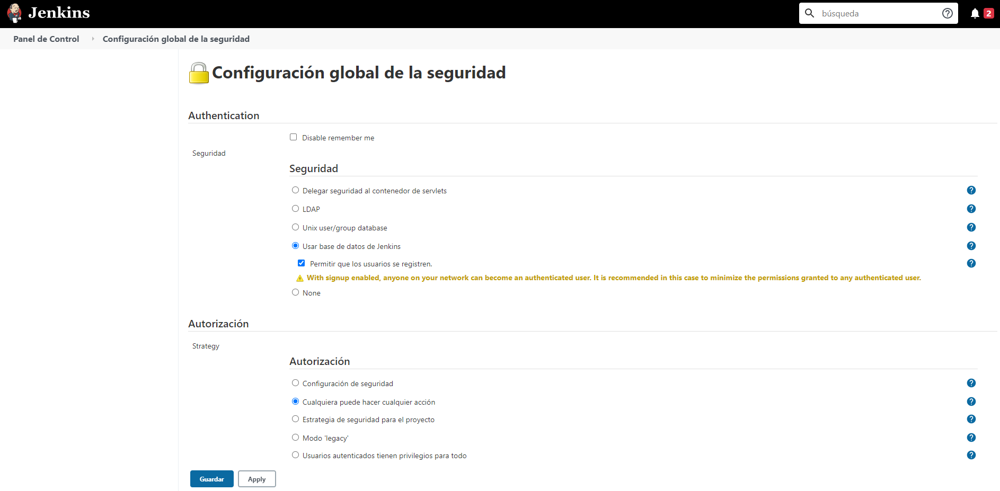 Jenkins
búsqueda
2
Panel de Control
Configuración global de la seguridad
Configuración global de la seguridad
Authentication
Disable remember me
Seguridad
Seguridad
Delegar seguridad al contenedor de servlets
?
LDAP
?
Unix user/group database
?
Usar base de datos de Jenkins
?
Permitir que los usuarios se registren.
?
With signup enabled, anyone on your network can become an authenticated user. It is recommended in this case to minimize the permissions granted to any authenticated user.
None
Autorización
Strategy
Autorización
Configuración de seguridad
?
Cualquiera puede hacer cualquier acción
?
Estrategia de seguridad para el proyecto
?
Modo 'legacy'
?
Usuarios autenticados tienen privilegios para todo
?
Guardar
Apply